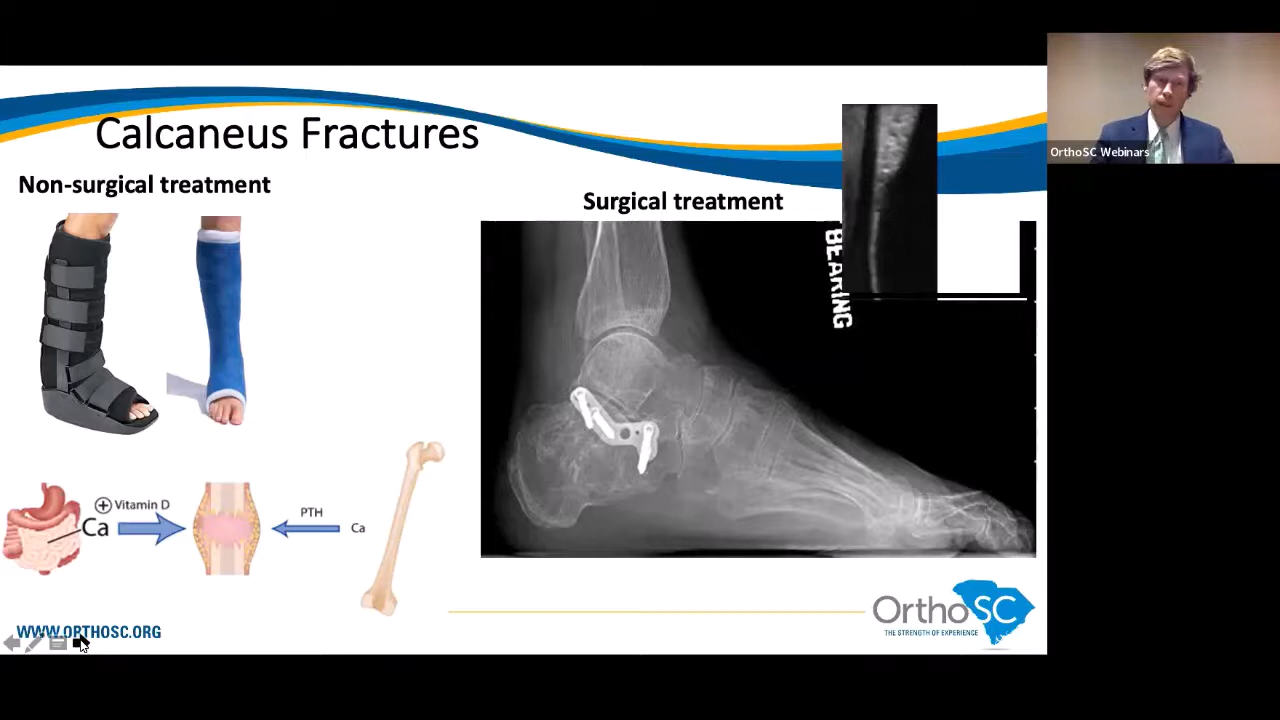 Calcaneus Fractures
Non-surgical treatment
Surgical treatment
BEARING
+ Vitamin D
Ca
PTH
Ca
WWW.ORTHOSC.ORG
OrthoSC
THE STRENGTH OF EXPERIENCE
OrthoSC Webinars